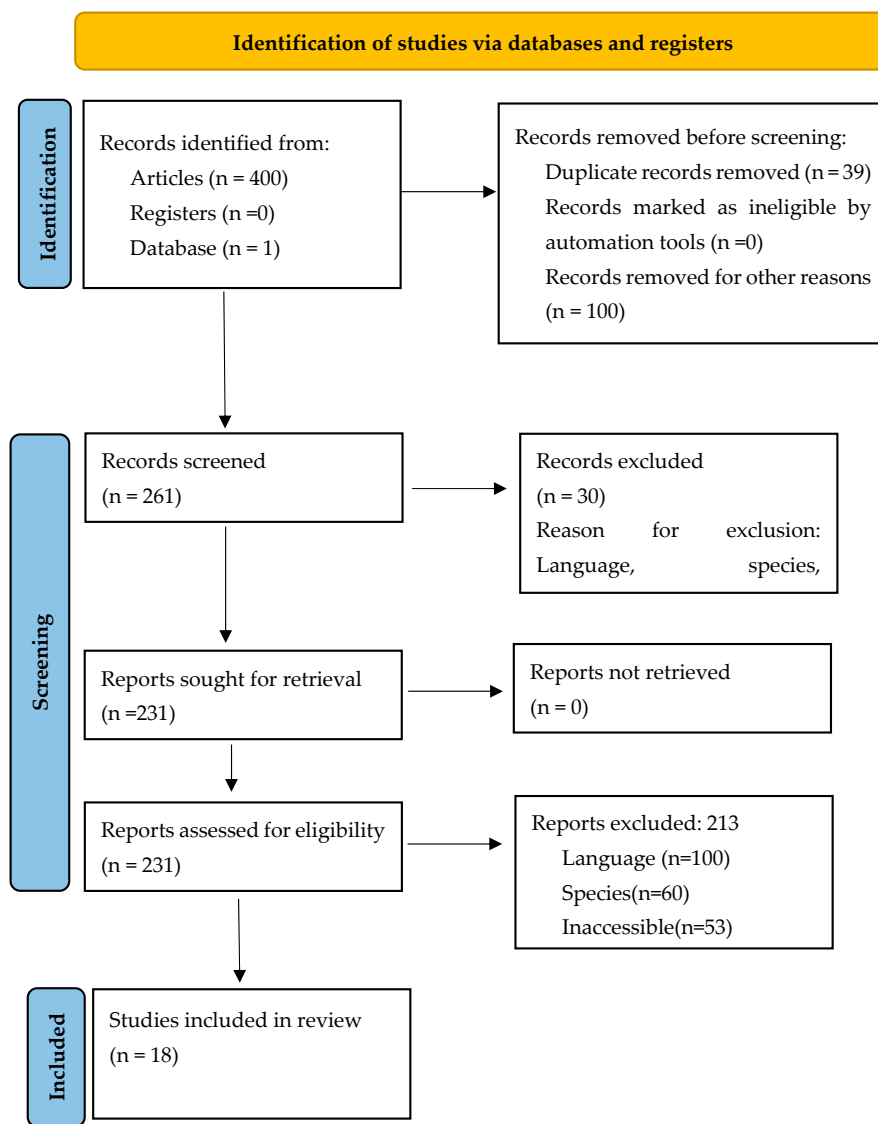 Identification of studies via databases and registers
Identification
Records identified from:
Articles (n = 400)
Registers (n =0)
Database (n = 1)
Records removed before screening:
Duplicate records removed (n = 39)
Records marked as ineligible by
automation tools (n =0)
Records removed for other reasons
(n = 100)
Screening
Records screened
(n = 261)
Records excluded
(n = 30)
Reason for exclusion:
Language, species,
Reports sought for retrieval
(n =231)
Reports not retrieved
(n = 0)
Reports assessed for eligibility
(n = 231)
Reports excluded: 213
Language (n=100)
Species(n=60)
Inaccessible(n=53)
Included
Studies included in review
(n = 18)